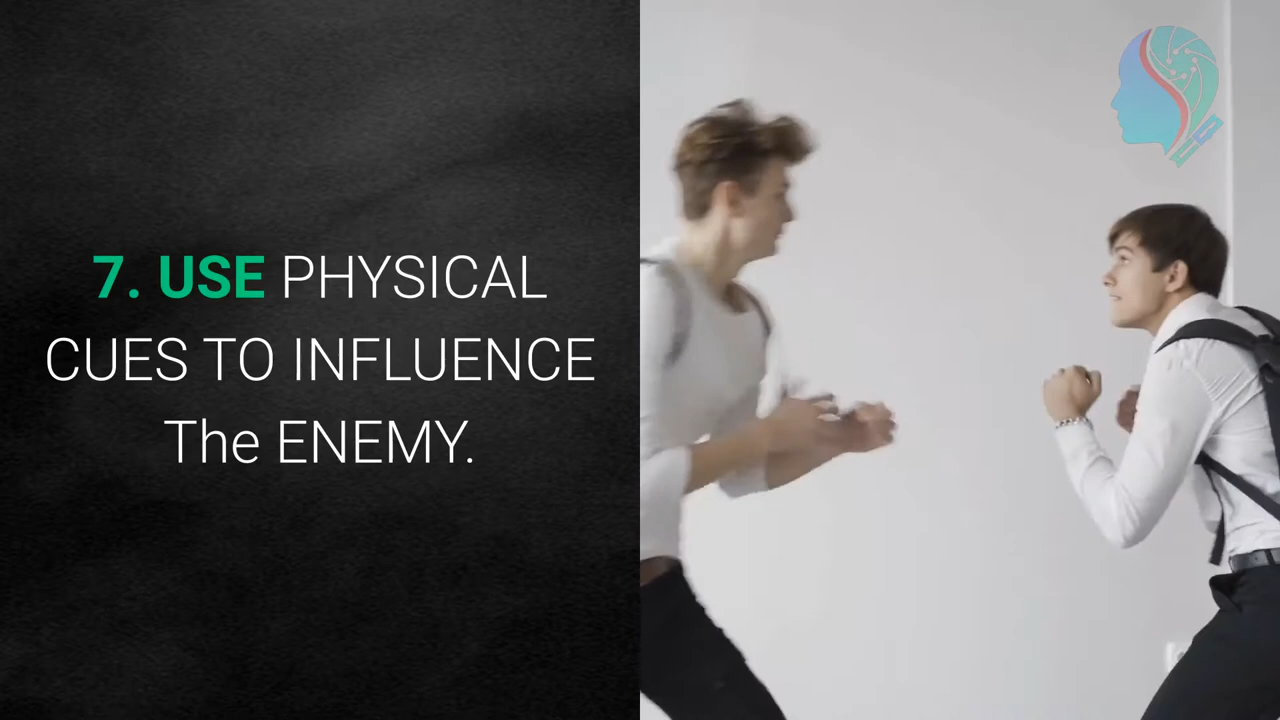 7. USE PHYSICAL
CUES TO INFLUENCE
The ENEMY.